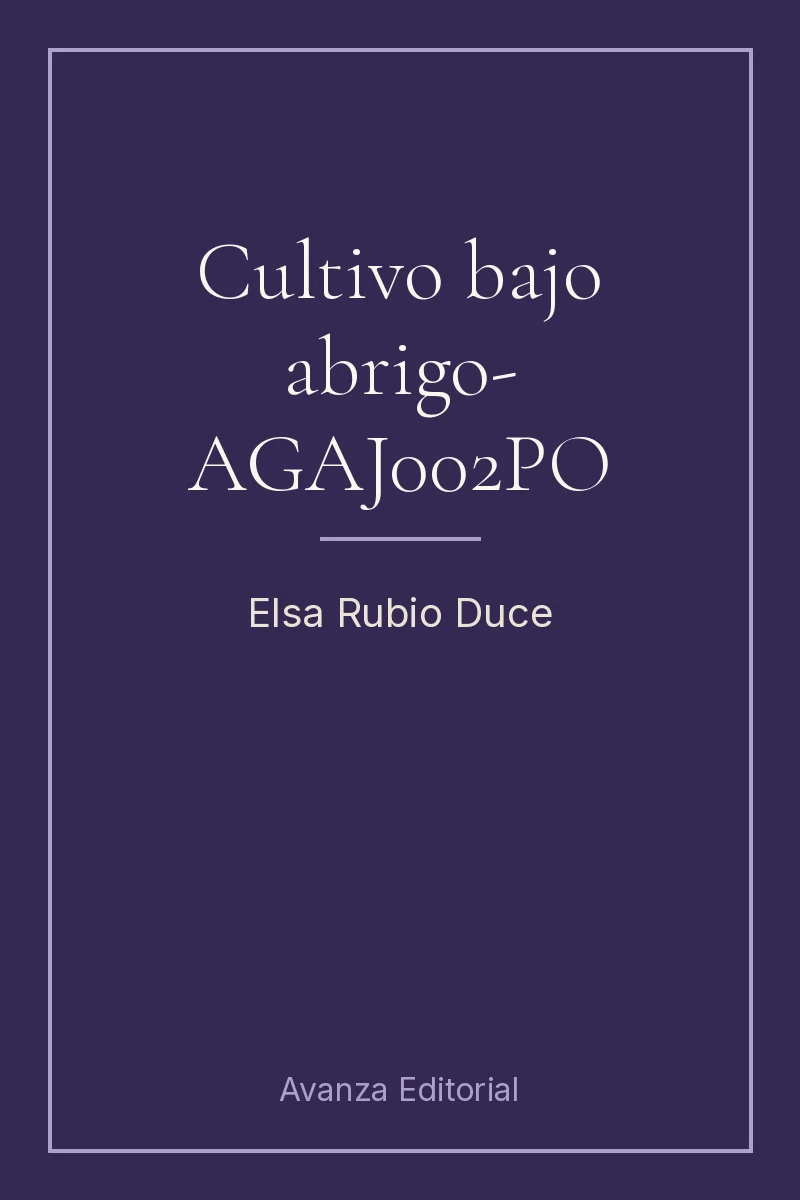 Cultivo bajo
abrigo-
AGAJ002PO
Elsa Rubio Duce
Avanza Editorial